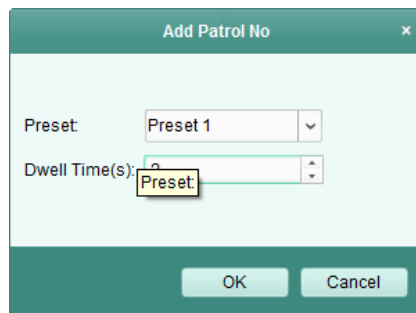 Add Patrol No ×
Preset: Preset 1
Dwell Time(s):
Preset:
OK Cancel